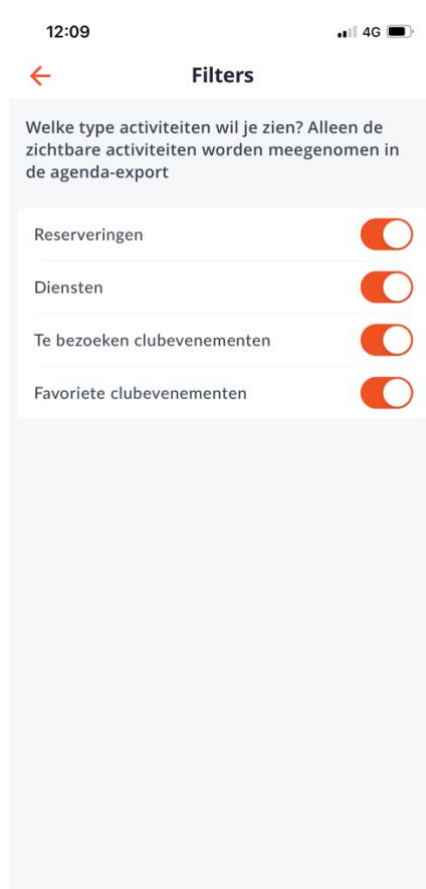 12:09 4G
Filters
Welke type activiteiten wil je zien? Alleen de
zichtbare activiteiten worden meegenomen in
de agenda-export
Reserveringen
Diensten
Te bezoeken clubevenementen
Favoriete clubevenementen